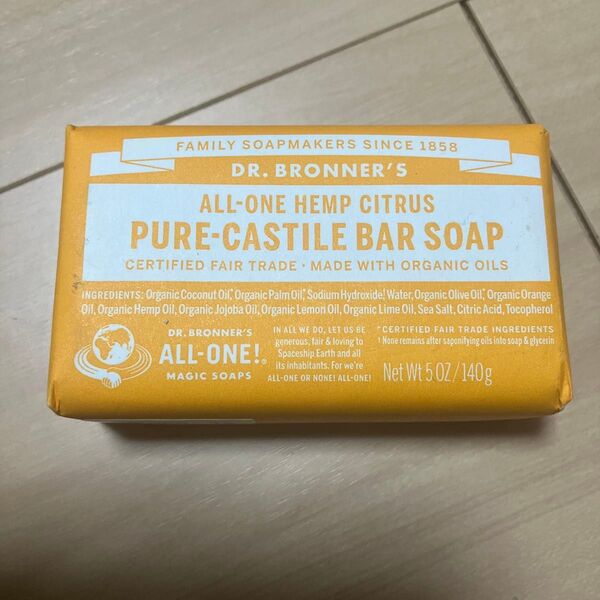 FAMILY SOAPMAKERS SINCE 1858
DR. BRONNER'S
ALL-ONE HEMP CITRUS
PURE-CASTILE BAR SOAP
CERTIFIED FAIR TRADE · MADE WITH ORGANIC OILS
INGREDIENTS: Organic Coconut Oil,* Organic Palm Oil,* Sodium Hydroxide,† Water, Organic Olive Oil,* Organic Orange
Oil, Organic Hemp Oil, Organic Jojoba Oil, Organic Lemon Oil, Organic Lime Oil, Sea Salt, Citric Acid, Tocopherol
DR. BRONNER'S
ALL-ONE!®
MAGIC SOAPS
IN ALL WE DO, LET US BE
generous, fair & loving to
Spaceship Earth and all
its inhabitants. For we're
ALL-ONE OR NONE! ALL-ONE!
*CERTIFIED FAIR TRADE INGREDIENTS
† None remains after saponifying oils into soap & glycerin
Net Wt 5 OZ/140g